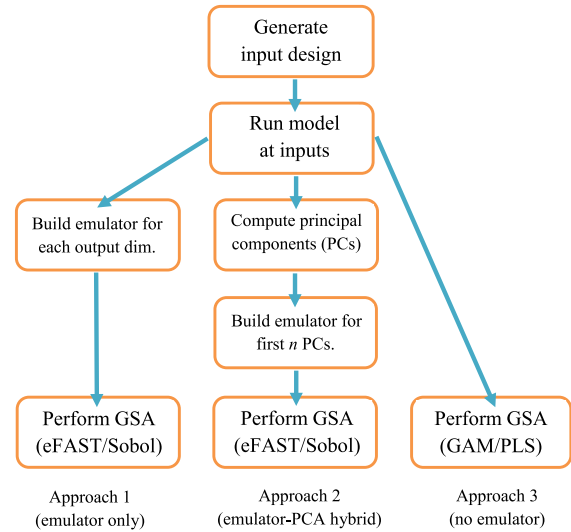 Generate
input design
Run model
at inputs
Build emulator for
each output dim.
Compute principal
components (PCs)
Build emulator for
first n PCs.
Perform GSA
(eFAST/Sobol)
Perform GSA
(eFAST/Sobol)
Perform GSA
(GAM/PLS)
Approach 1
(emulator only)
Approach 2
(emulator-PCA hybrid)
Approach 3
(no emulator)